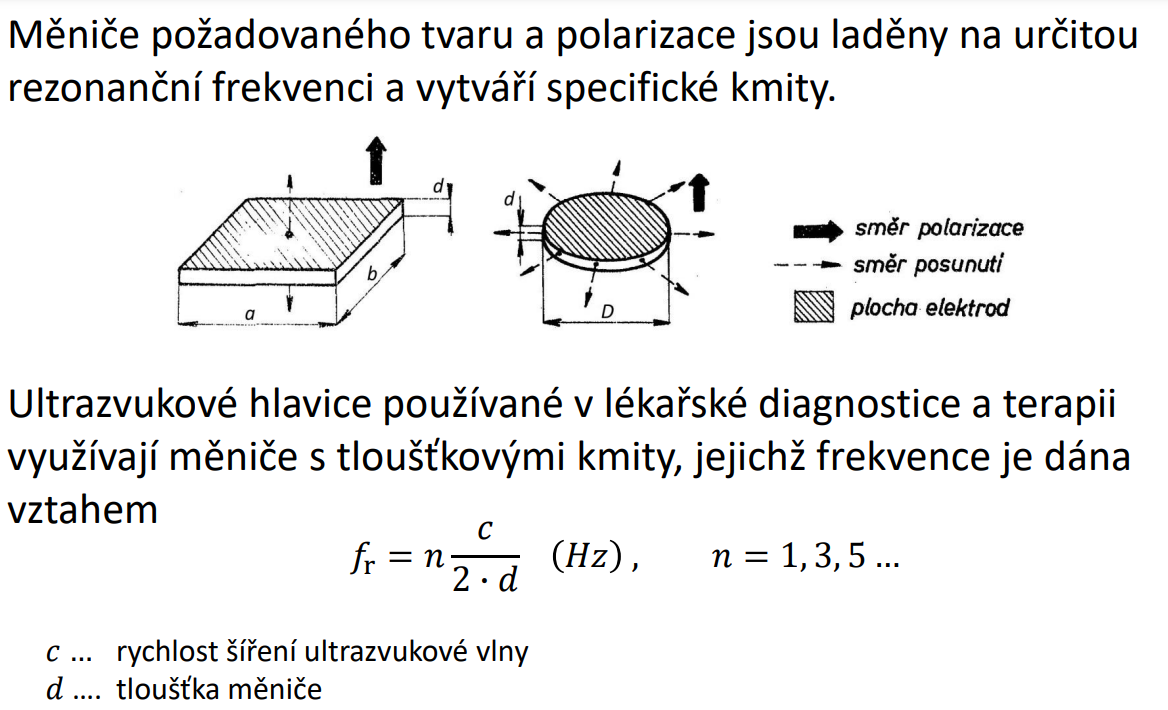 Měniče požadovaného tvaru a polarizace jsou laděny na určitou
rezonanční frekvenci a vytváří specifické kmity.
d
a
b
d
D
směr polarizace
směr posunutí
plocha elektrod
Ultrazvukové hlavice používané v lékařské diagnostice a terapii
využívají měniče s tloušťkovými kmity, jejichž frekvence je dána
vztahem
f_r = n c / (2 · d) (Hz), n = 1, 3, 5 ...
c ... rychlost šíření ultrazvukové vlny
d .... tloušťka měniče